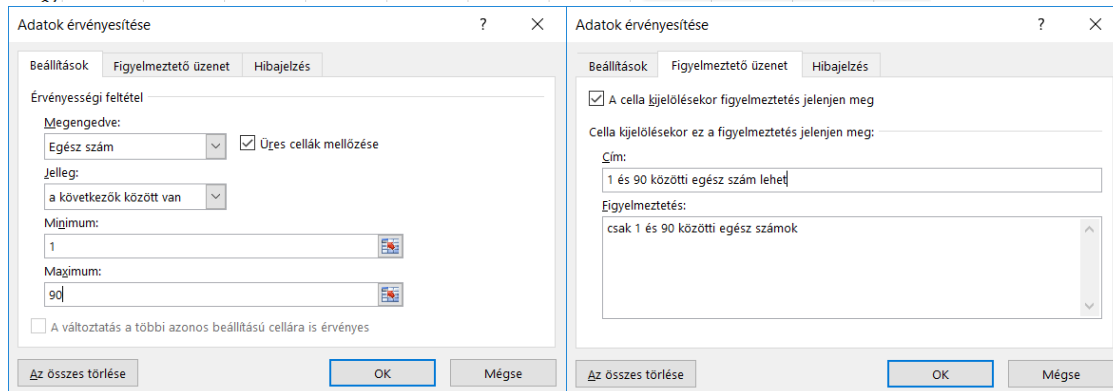 Adatok érvényesítése ? ×
Beállítások Figyelmeztető üzenet Hibajelzés
Érvényességi feltétel
Megengedve:
Egész szám Üres cellák mellőzése
Jelleg:
a következők között van
Minimum:
1
Maximum:
90
A változtatás a többi azonos beállítású cellára is érvényes
Az összes törlése OK Mégse
Adatok érvényesítése ? ×
Beállítások Figyelmeztető üzenet Hibajelzés
A cella kijelölésekor figyelmeztetés jelenjen meg
Cella kijelölésekor ez a figyelmeztetés jelenjen meg:
Cím:
1 és 90 közötti egész szám lehet
Figyelmeztetés:
csak 1 és 90 közötti egész számok
Az összes törlése OK Mégse